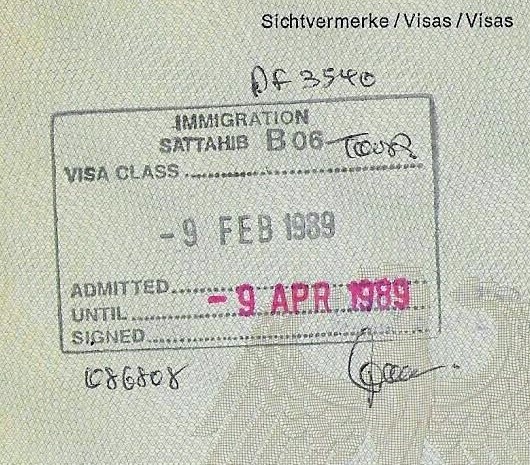 Sichtvermerke / Visas / Visas
AF 3540
IMMIGRATION
SATTAHIB B 06
VISA CLASS Tour
- 9 FEB 1989
ADMITTED
UNTIL - 9 APR 1989
SIGNED